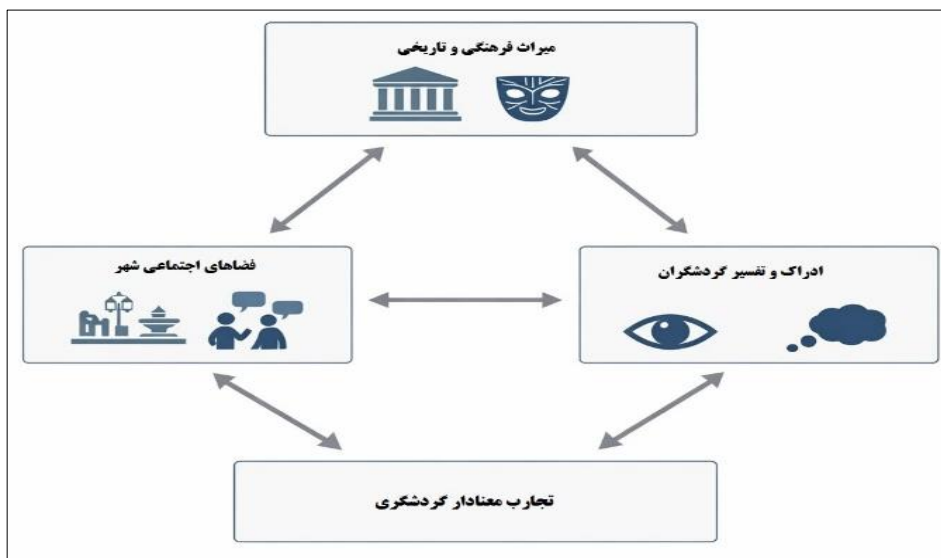 میراث فرهنگی و تاریخی
ادراک و تفسیر گردشگران
فضاهای اجتماعی شهر
تجارب معنادار گردشگری